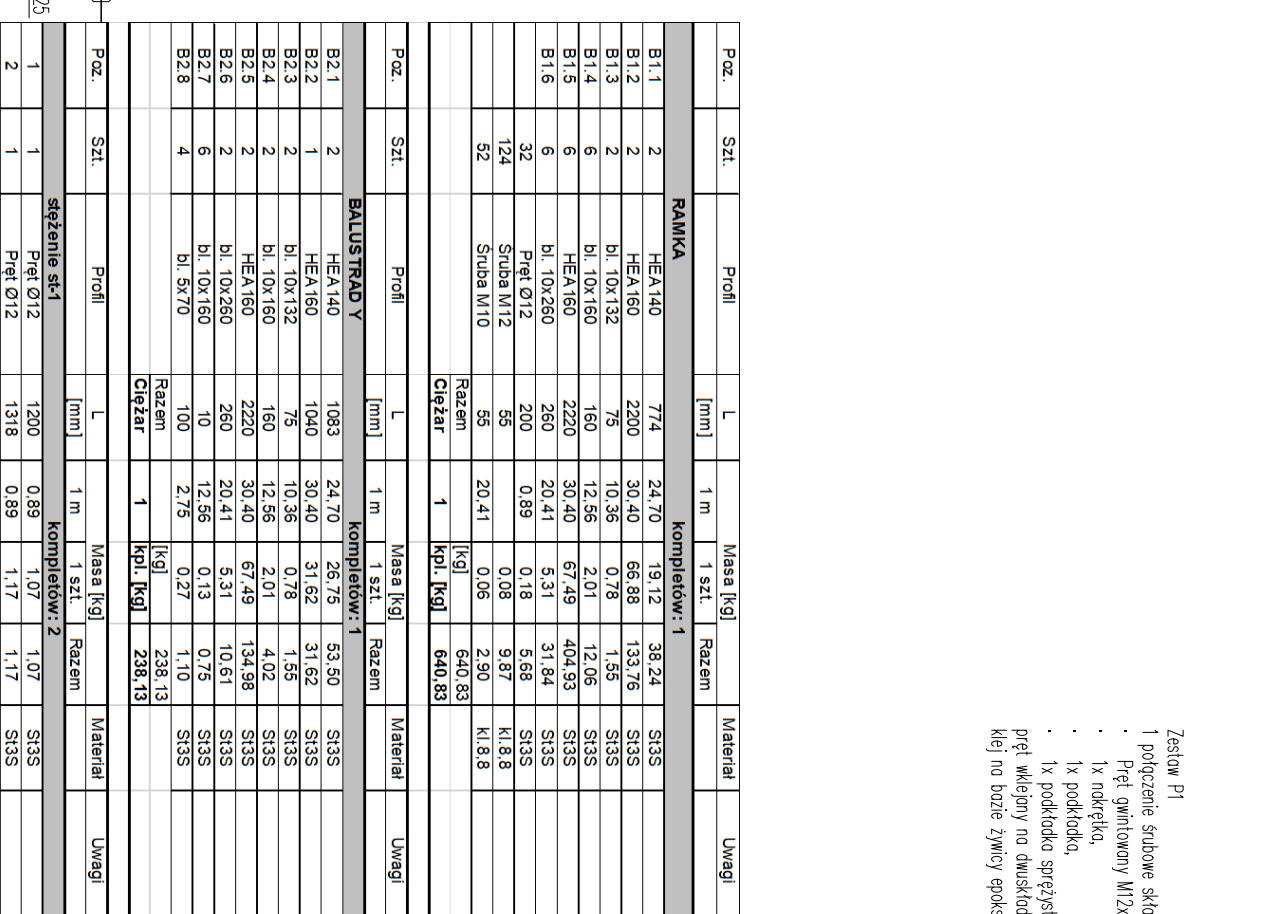 Poz. Szt. Profil L Masa [kg] Materiał Uwagi
[mm] 1 m 1 szt. Razem
RAMKA kompletów: 1
B1.1 2 HEA140 774 24,70 19,12 38,24 St3S
B1.2 2 HEA160 2200 30,40 66,88 133,76 St3S
B1.3 2 bl. 10x132 75 10,36 0,78 1,55 St3S
B1.4 6 bl. 10x160 160 12,56 2,01 12,06 St3S
B1.5 6 HEA160 2220 30,40 67,49 404,93 St3S
B1.6 6 bl. 10x260 260 20,41 5,31 31,84 St3S
32 Pręt Ø12 200 0,89 0,18 5,68 St3S
124 Śruba M12 55 0,08 9,87 kl.8,8
52 Śruba M10 55 20,41 0,06 2,90 kl.8,8
Razem [kg] 640,83
Ciężar 1 kpl. [kg] 640,83
Poz. Szt. Profil L Masa [kg] Materiał Uwagi
[mm] 1 m 1 szt. Razem
BALUSTRADY kompletów: 1
B2.1 2 HEA140 1083 24,70 26,75 53,50 St3S
B2.2 1 HEA160 1040 30,40 31,62 31,62 St3S
B2.3 2 bl. 10x132 75 10,36 0,78 1,55 St3S
B2.4 2 bl. 10x160 160 12,56 2,01 4,02 St3S
B2.5 2 HEA160 2220 30,40 67,49 134,98 St3S
B2.6 2 bl. 10x260 260 20,41 5,31 10,61 St3S
B2.7 6 bl. 10x160 10 12,56 0,13 0,75 St3S
B2.8 4 bl. 5x70 100 2,75 0,27 1,10 St3S
Razem [kg] 238,13
Ciężar 1 kpl. [kg] 238,13
Poz. Szt. Profil L Masa [kg] Materiał Uwagi
[mm] 1 m 1 szt. Razem
stężenie st-1 kompletów: 2
1 1 Pręt Ø12 1200 0,89 1,07 1,07 St3S
2 1 Pręt Ø12 1318 0,89 1,17 1,17 St3S
25
Zestaw P1
1 połączenie śrubowe skła
· Pręt gwintowany M12x
· 1x nakrętka,
· 1x podkładka,
· 1x podkładka sprężyst
pręt wklejany na dwuskład
klej na bazie żywicy epoks